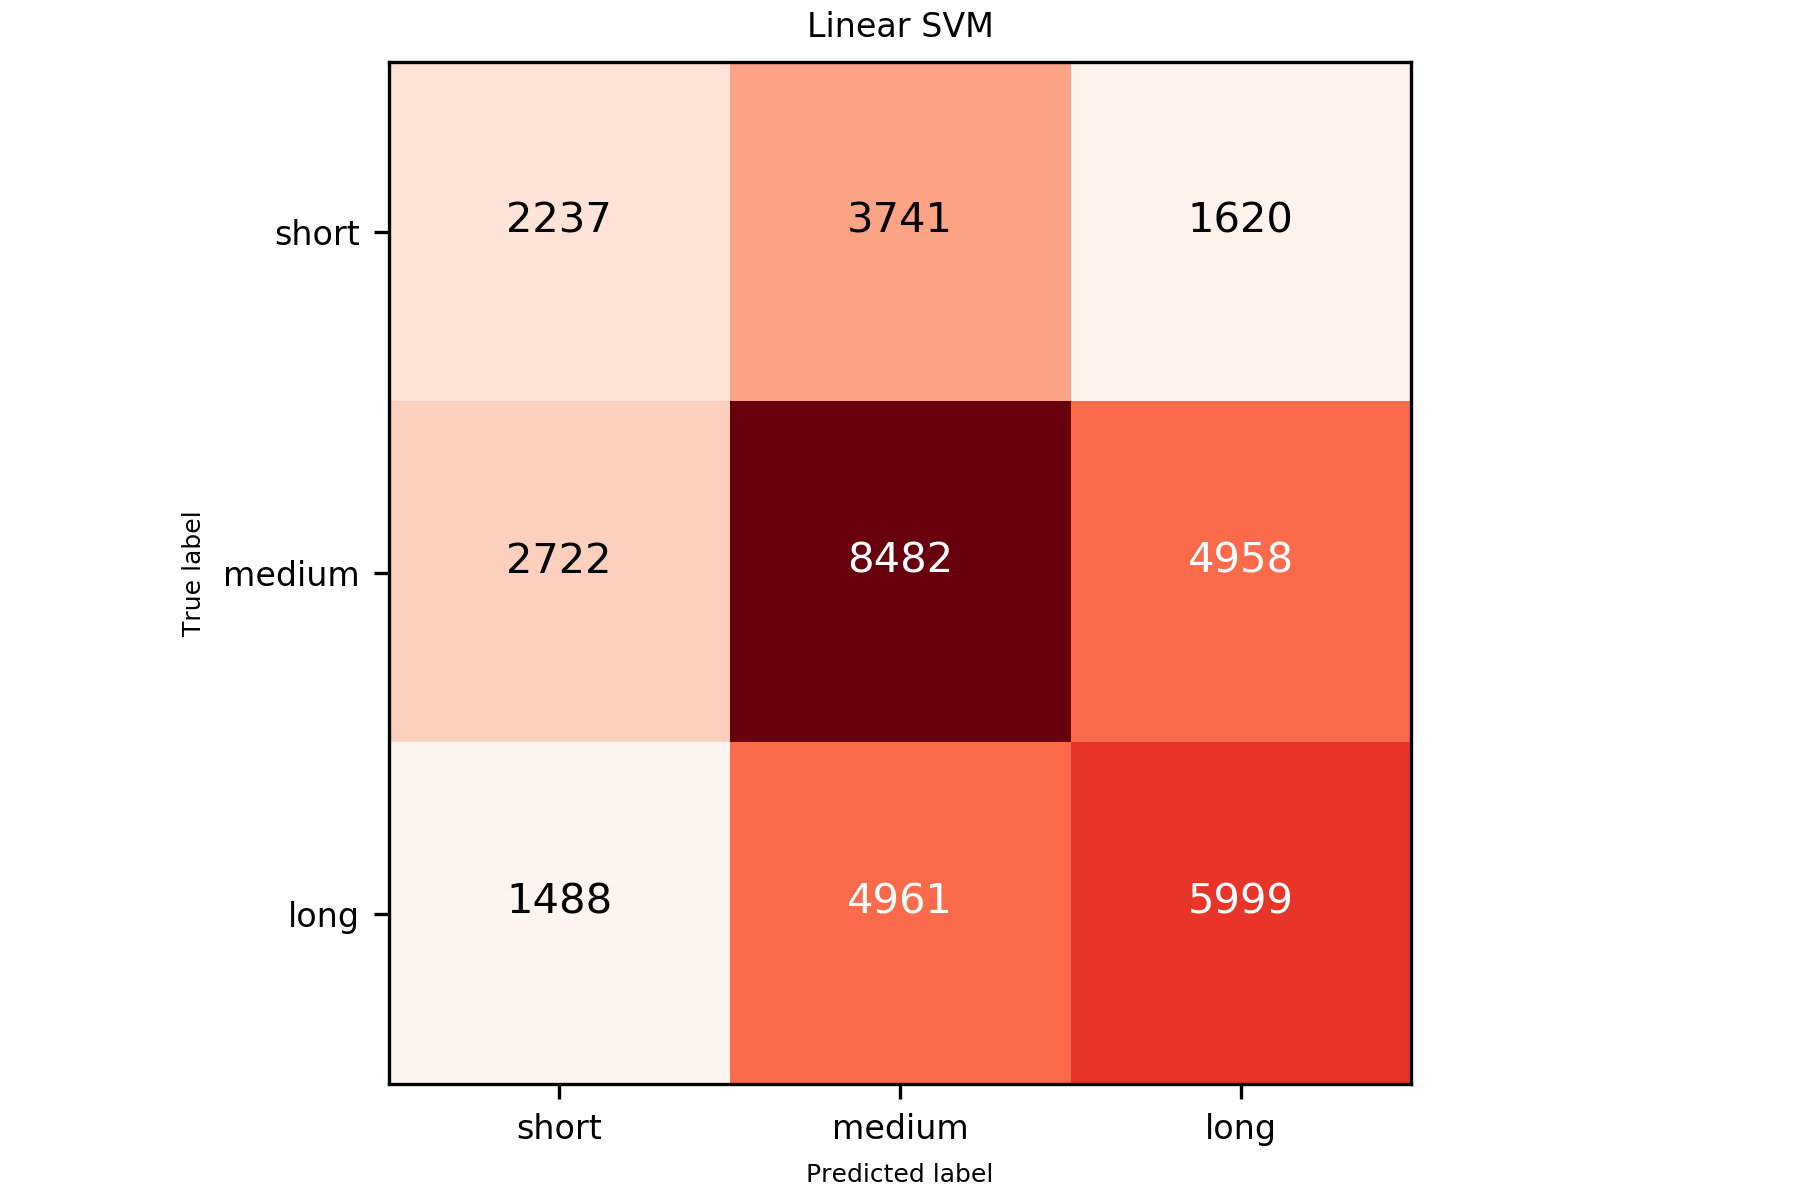 Linear SVM
short 2237 3741 1620
medium 2722 8482 4958
long 1488 4961 5999
short medium long
True label
Predicted label